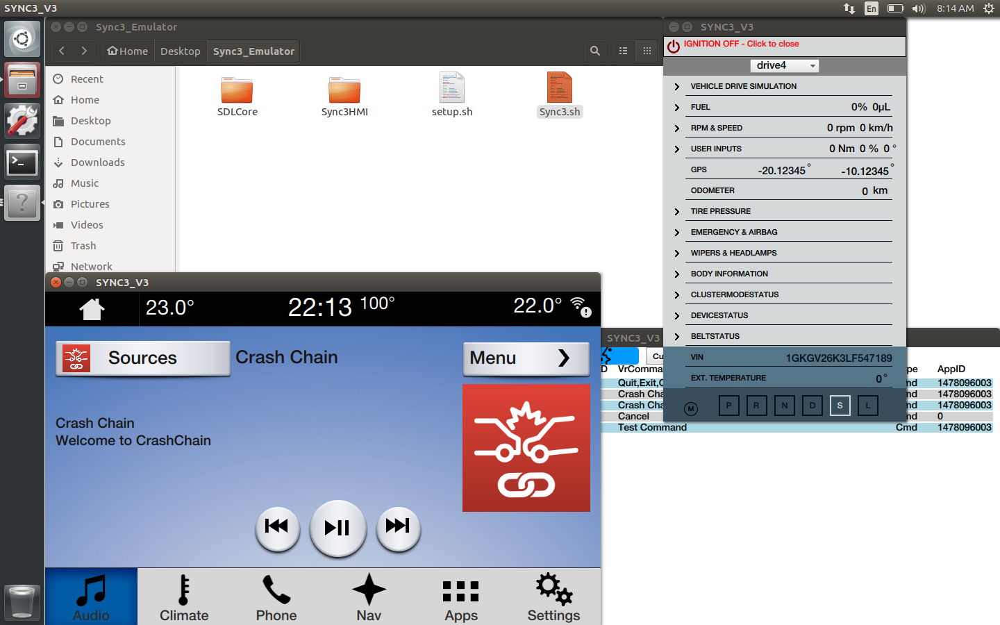 SYNC3_V3
En
8:14 AM
Sync3_Emulator
Home
Desktop
Sync3_Emulator
Recent
Home
Desktop
Documents
Downloads
Music
Pictures
Videos
Trash
Network
SDLCore
Sync3HMI
setup.sh
Sync3.sh
SYNC3_V3
IGNITION OFF - Click to close
drive4
VEHICLE DRIVE SIMULATION
FUEL 0% 0µL
RPM & SPEED 0 rpm 0 km/h
USER INPUTS 0 Nm 0 % 0 °
GPS -20.12345° -10.12345°
ODOMETER 0 km
TIRE PRESSURE
EMERGENCY & AIRBAG
WIPERS & HEADLAMPS
BODY INFORMATION
CLUSTERMODESTATUS
DEVICESTATUS
BELTSTATUS
VIN 1GKGV26K3LF547189
EXT. TEMPERATURE 0°
M P R N D S L
SYNC3_V3
23.0° 22:13 100° 22.0°
Sources
Crash Chain
Menu
Crash Chain
Welcome to CrashChain
Audio
Climate
Phone
Nav
Apps
Settings
SYNC3_V3
Cu
D VrComma pe AppID
Quit,Exit,C md 1478096003
Crash Cha md 1478096003
Crash Cha md 1478096003
Cancel md 0
Test Command Cmd 1478096003